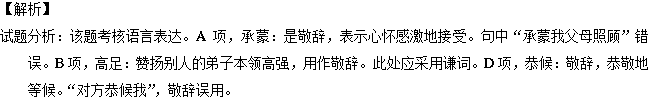 【解析】
试题分析：该题考核语言表达。A 项，承蒙：是敬辞，表示心怀感激地接受。句中“承蒙我父母照顾”错
误。B 项，高足：赞扬别人的弟子本领高强，用作敬辞。此处应采用谦词。D 项，恭候：敬辞，恭敬地
等候。“对方恭候我”，敬辞误用。